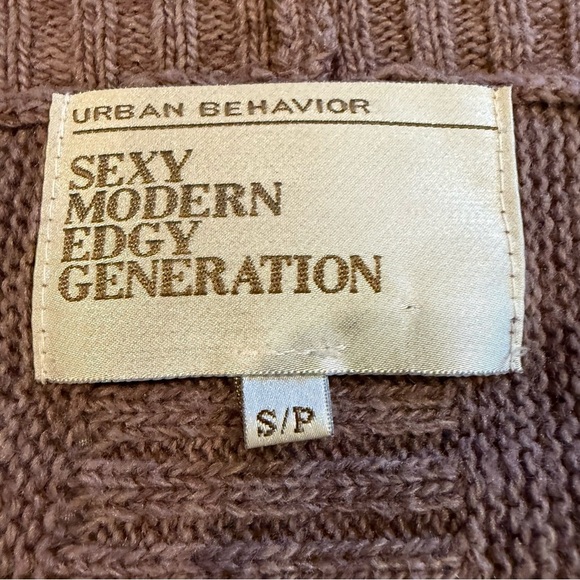 URBAN BEHAVIOR
SEXY
MODERN
EDGY
GENERATION
S/P